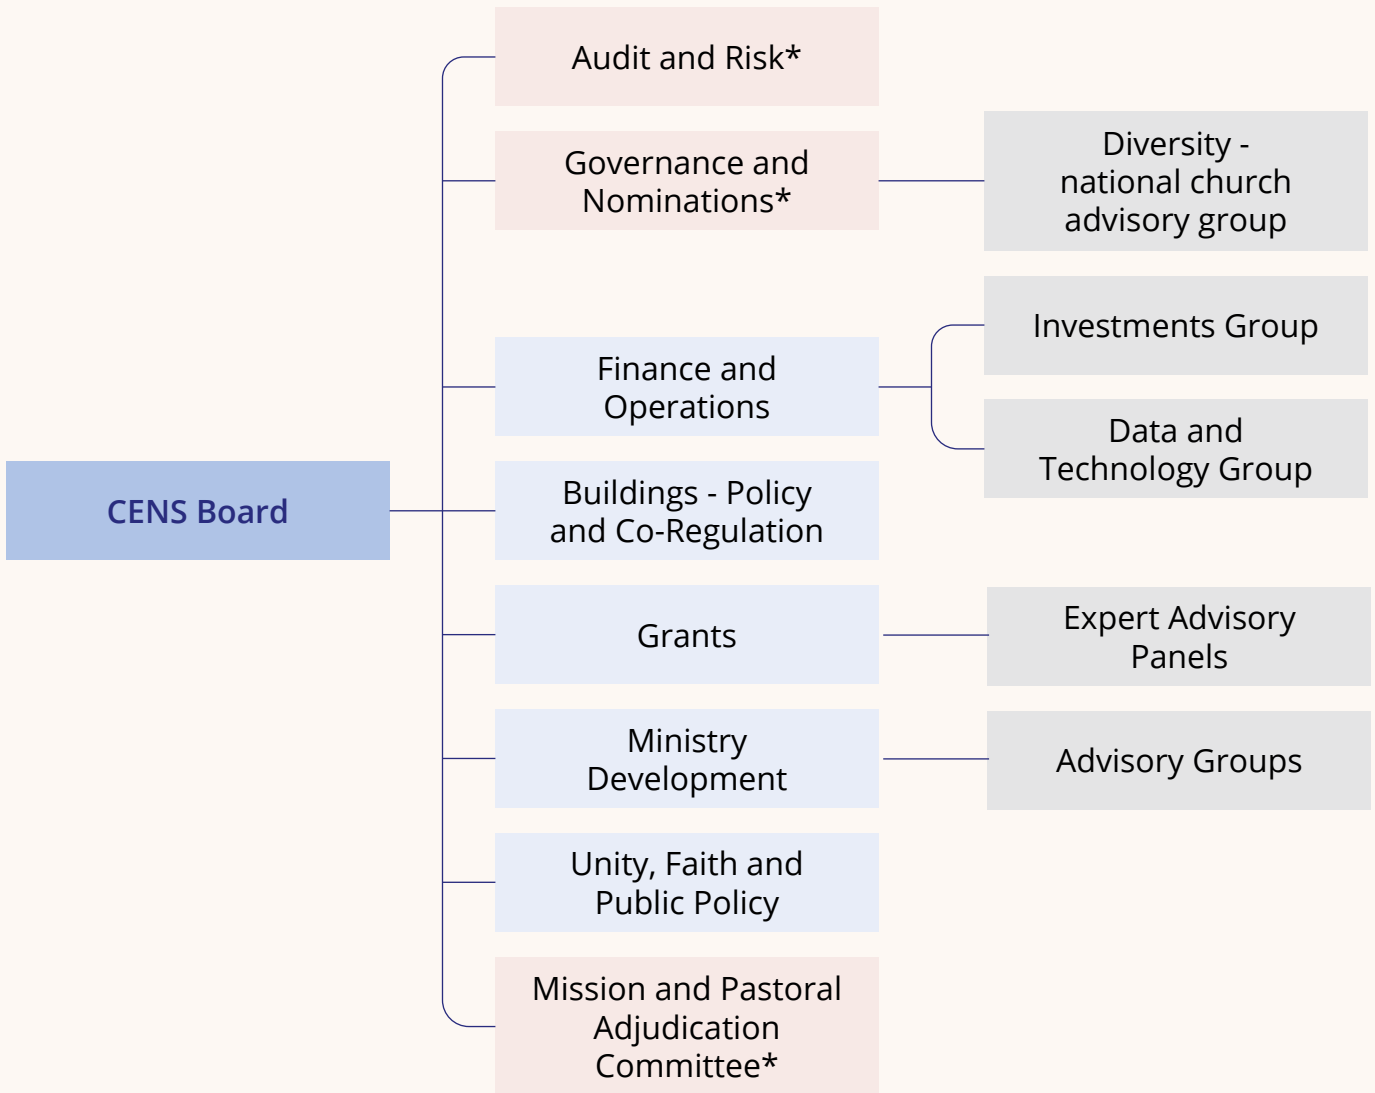 Audit and Risk*
Governance and
Nominations*
Diversity -
national church
advisory group
Investments Group
Finance and
Operations
Data and
Technology Group
CENS Board
Buildings - Policy
and Co-Regulation
Grants
Expert Advisory
Panels
Ministry
Development
Advisory Groups
Unity, Faith and
Public Policy
Mission and Pastoral
Adjudication
Committee*